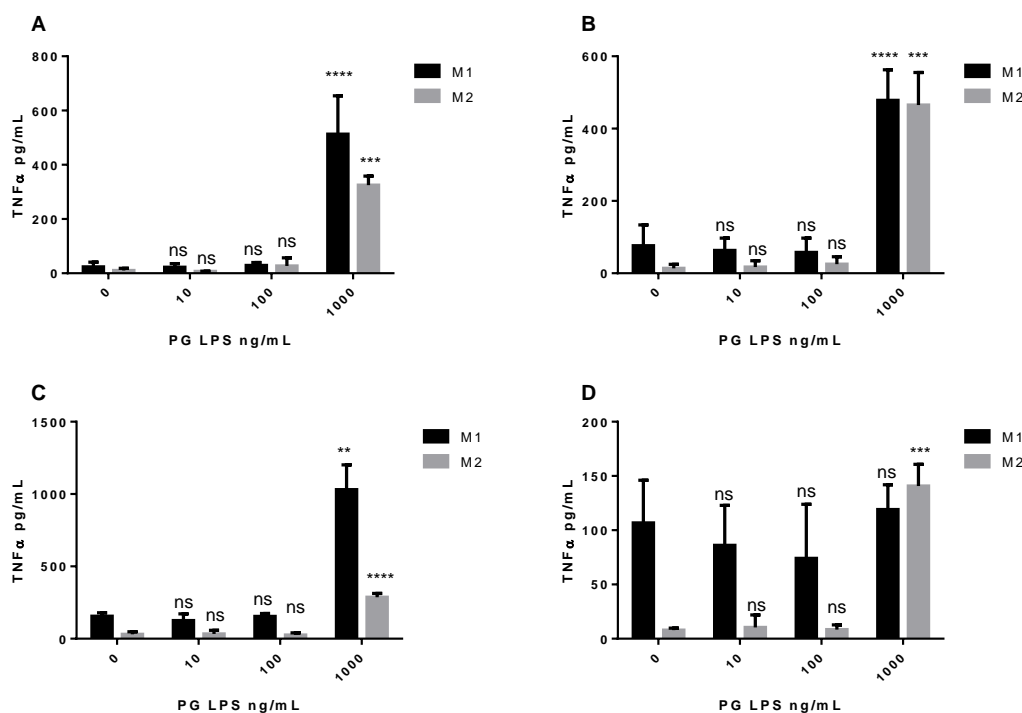 A
TNFα pg/mL
800
600
400
200
0
**** ***
ns ns ns ns
0 10 100 1000
PG LPS ng/mL
M1
M2
B
TNFα pg/mL
600
400
200
0
**** ***
ns ns ns ns
0 10 100 1000
PG LPS ng/mL
M1
M2
C
TNFα pg/mL
1500
1000
500
0
** ****
ns ns ns ns
0 10 100 1000
PG LPS ng/mL
M1
M2
D
TNFα pg/mL
200
150
100
50
0
ns ns ns ns ns ***
0 10 100 1000
PG LPS ng/mL
M1
M2